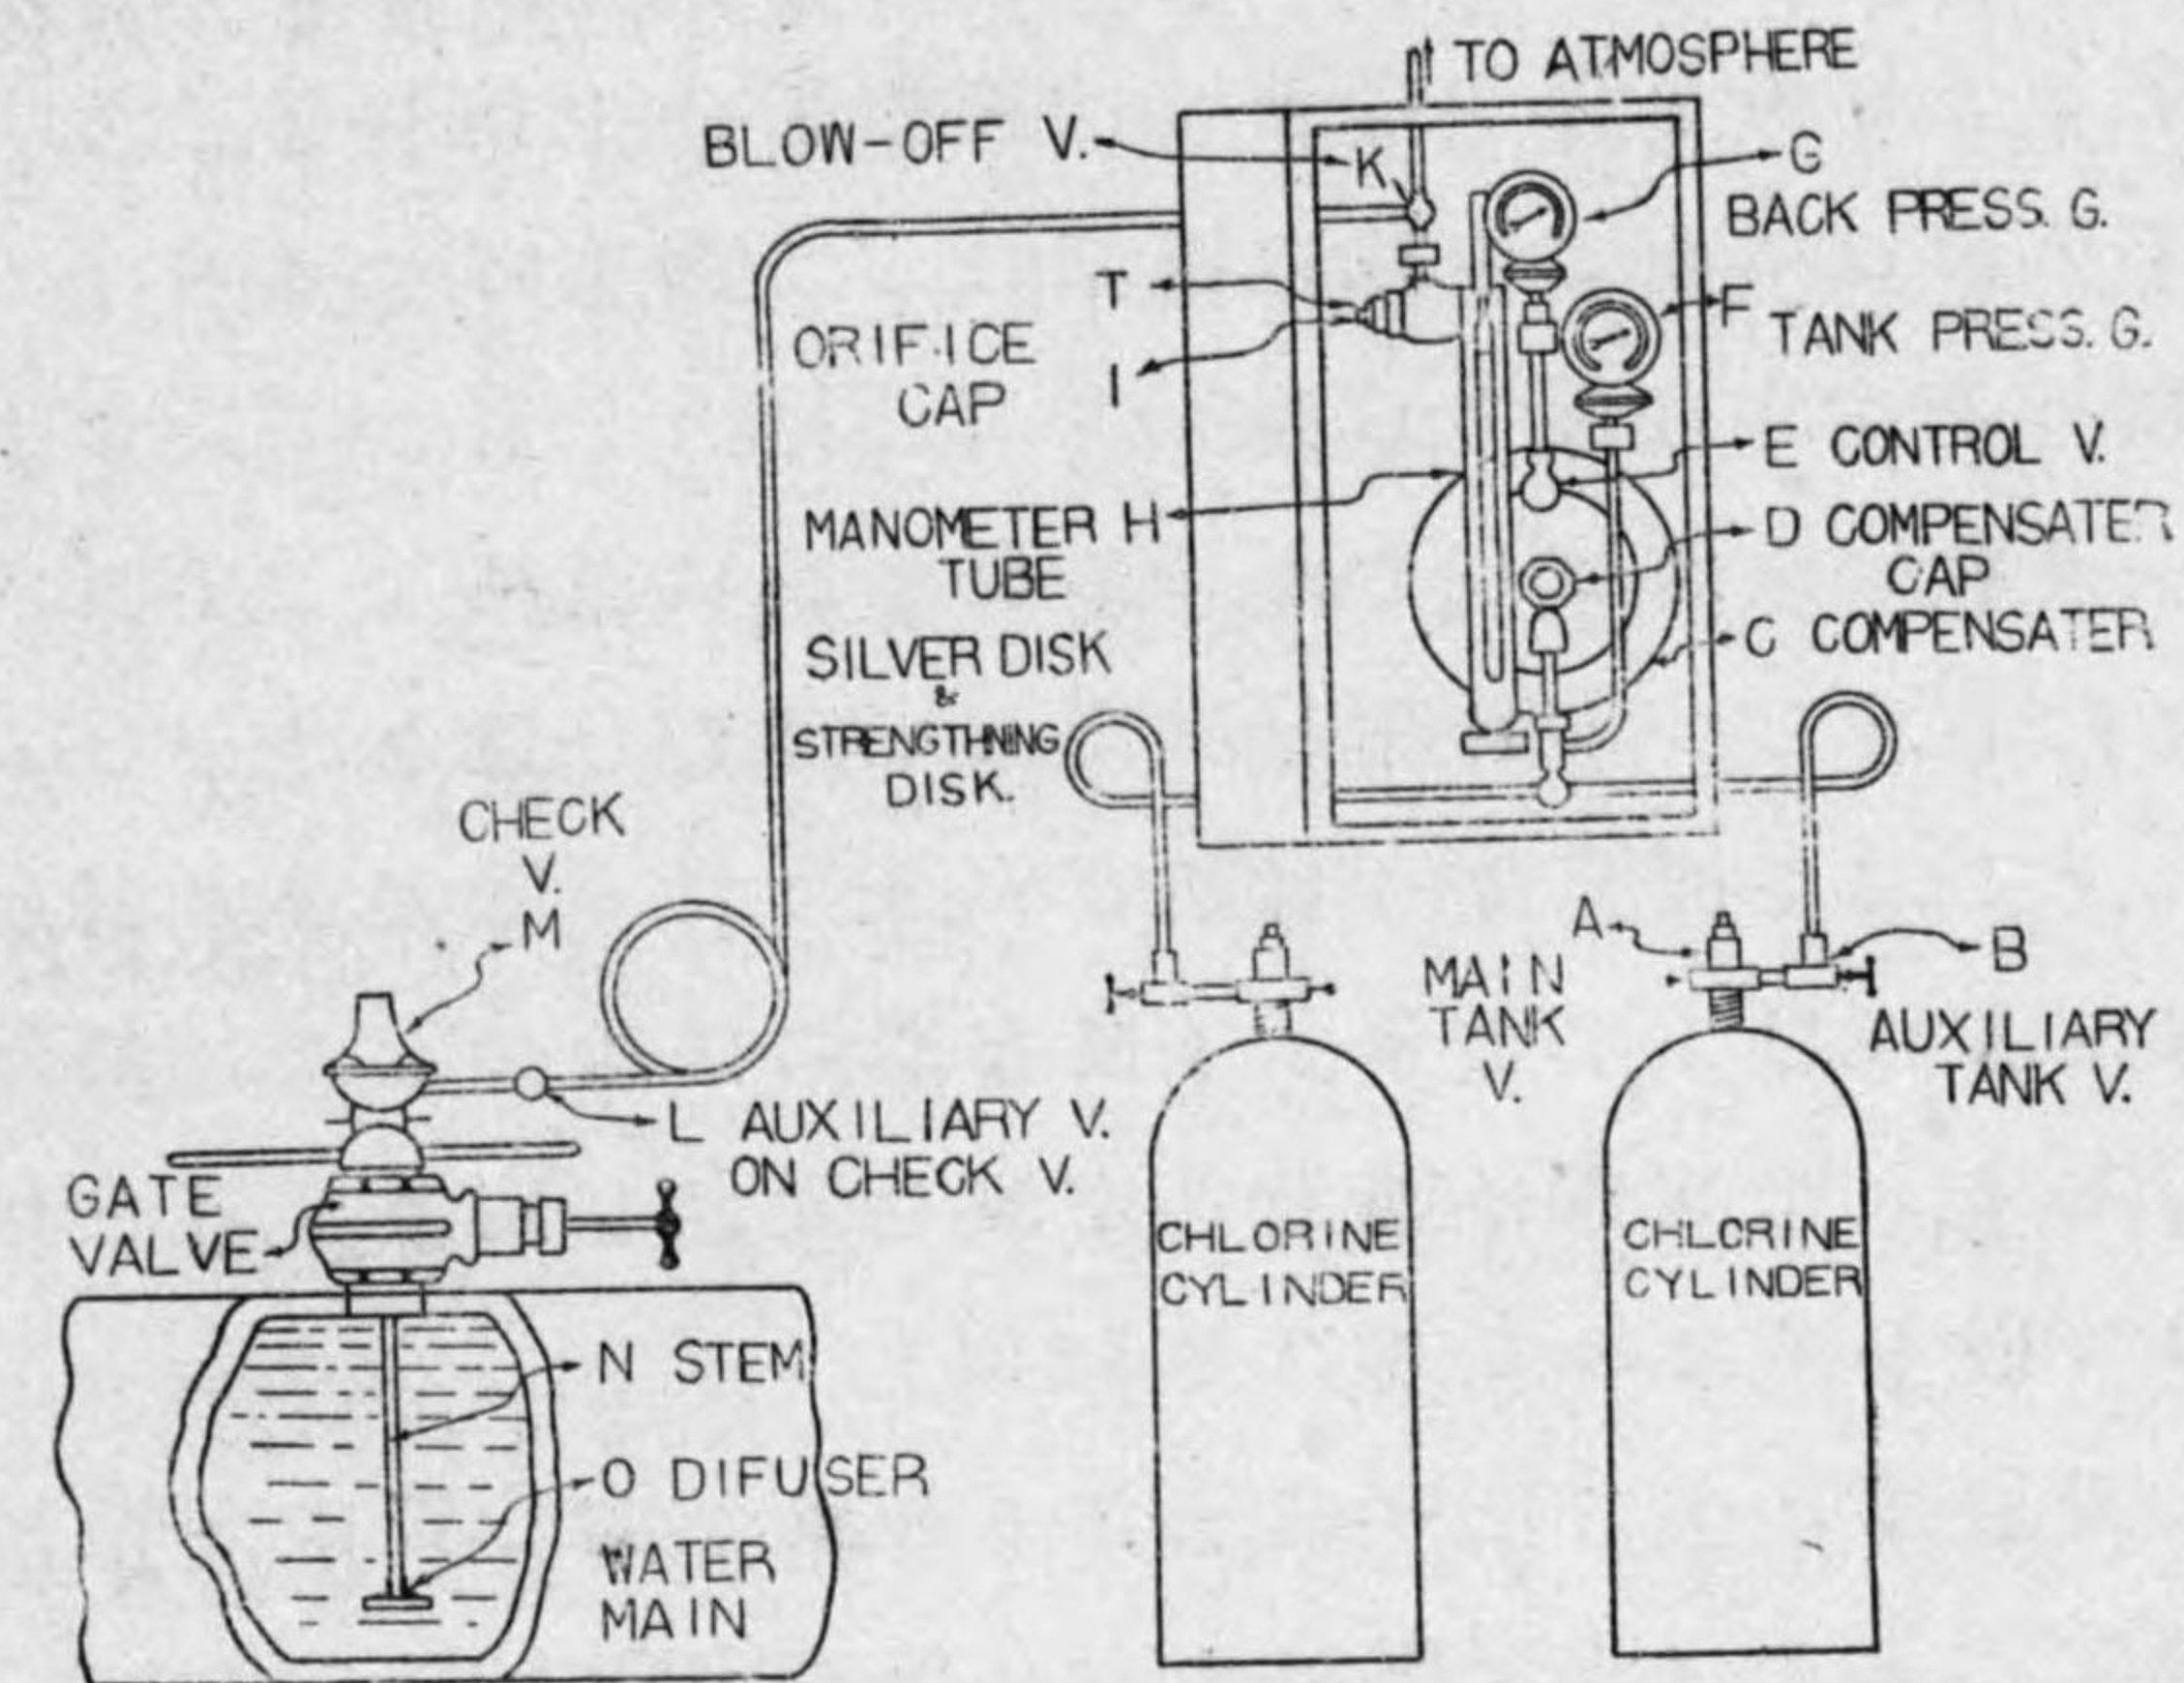 TO ATMOSPHERE
BLOW-OFF V.
K
G
BACK PRESS. G.
T
F TANK PRESS. G.
ORIFICE
CAP
I
E CONTROL V.
MANOMETER H
TUBE
D COMPENSATER
CAP
C COMPENSATER
SILVER DISK
&
STRENGTHNING
DISK.
CHECK
V.
M
A
B
MAIN
TANK
V.
AUXILIARY
TANK V.
L AUXILIARY V.
ON CHECK V.
GATE
VALVE
CHLORINE
CYLINDER
CHLORINE
CYLINDER
N STEM
O DIFUSER
WATER
MAIN